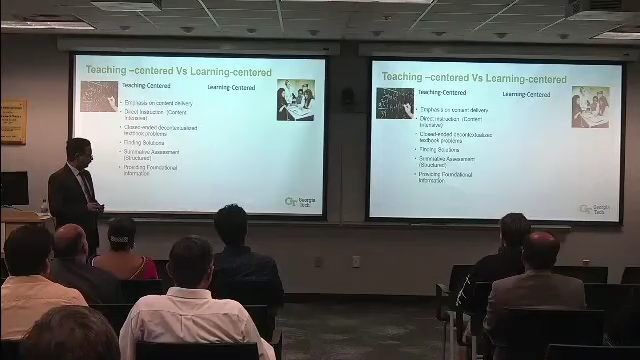 Teaching –centered Vs Learning-centered
Teaching-Centered
Learning-Centered
• Emphasis on content delivery
• Direct Instruction (Content
Intensive)
• Closed-ended decontextualized
textbook problems
• Finding Solutions
• Summative Assessment
(Structured)
• Providing Foundational
Information
Georgia
Tech
Teaching –centered Vs Learning-centered
Teaching-Centered
Learning-Centered
• Emphasis on content delivery
• Direct Instruction (Content
Intensive)
• Closed-ended decontextualized
textbook problems
• Finding Solutions
• Summative Assessment
(Structured)
• Providing Foundational
Information
Georgia
Tech